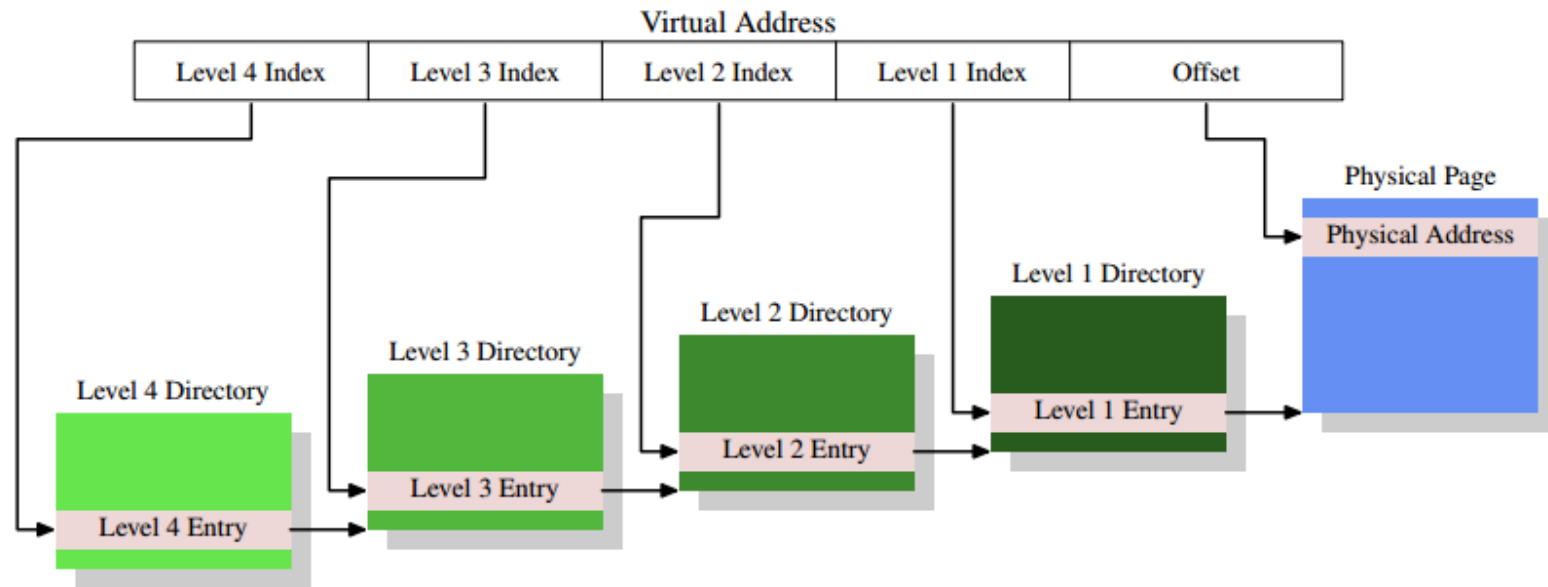 Virtual Address
Level 4 Index Level 3 Index Level 2 Index Level 1 Index Offset
Physical Page
Physical Address
Level 1 Directory
Level 2 Directory
Level 3 Directory
Level 4 Directory
Level 1 Entry
Level 2 Entry
Level 3 Entry
Level 4 Entry